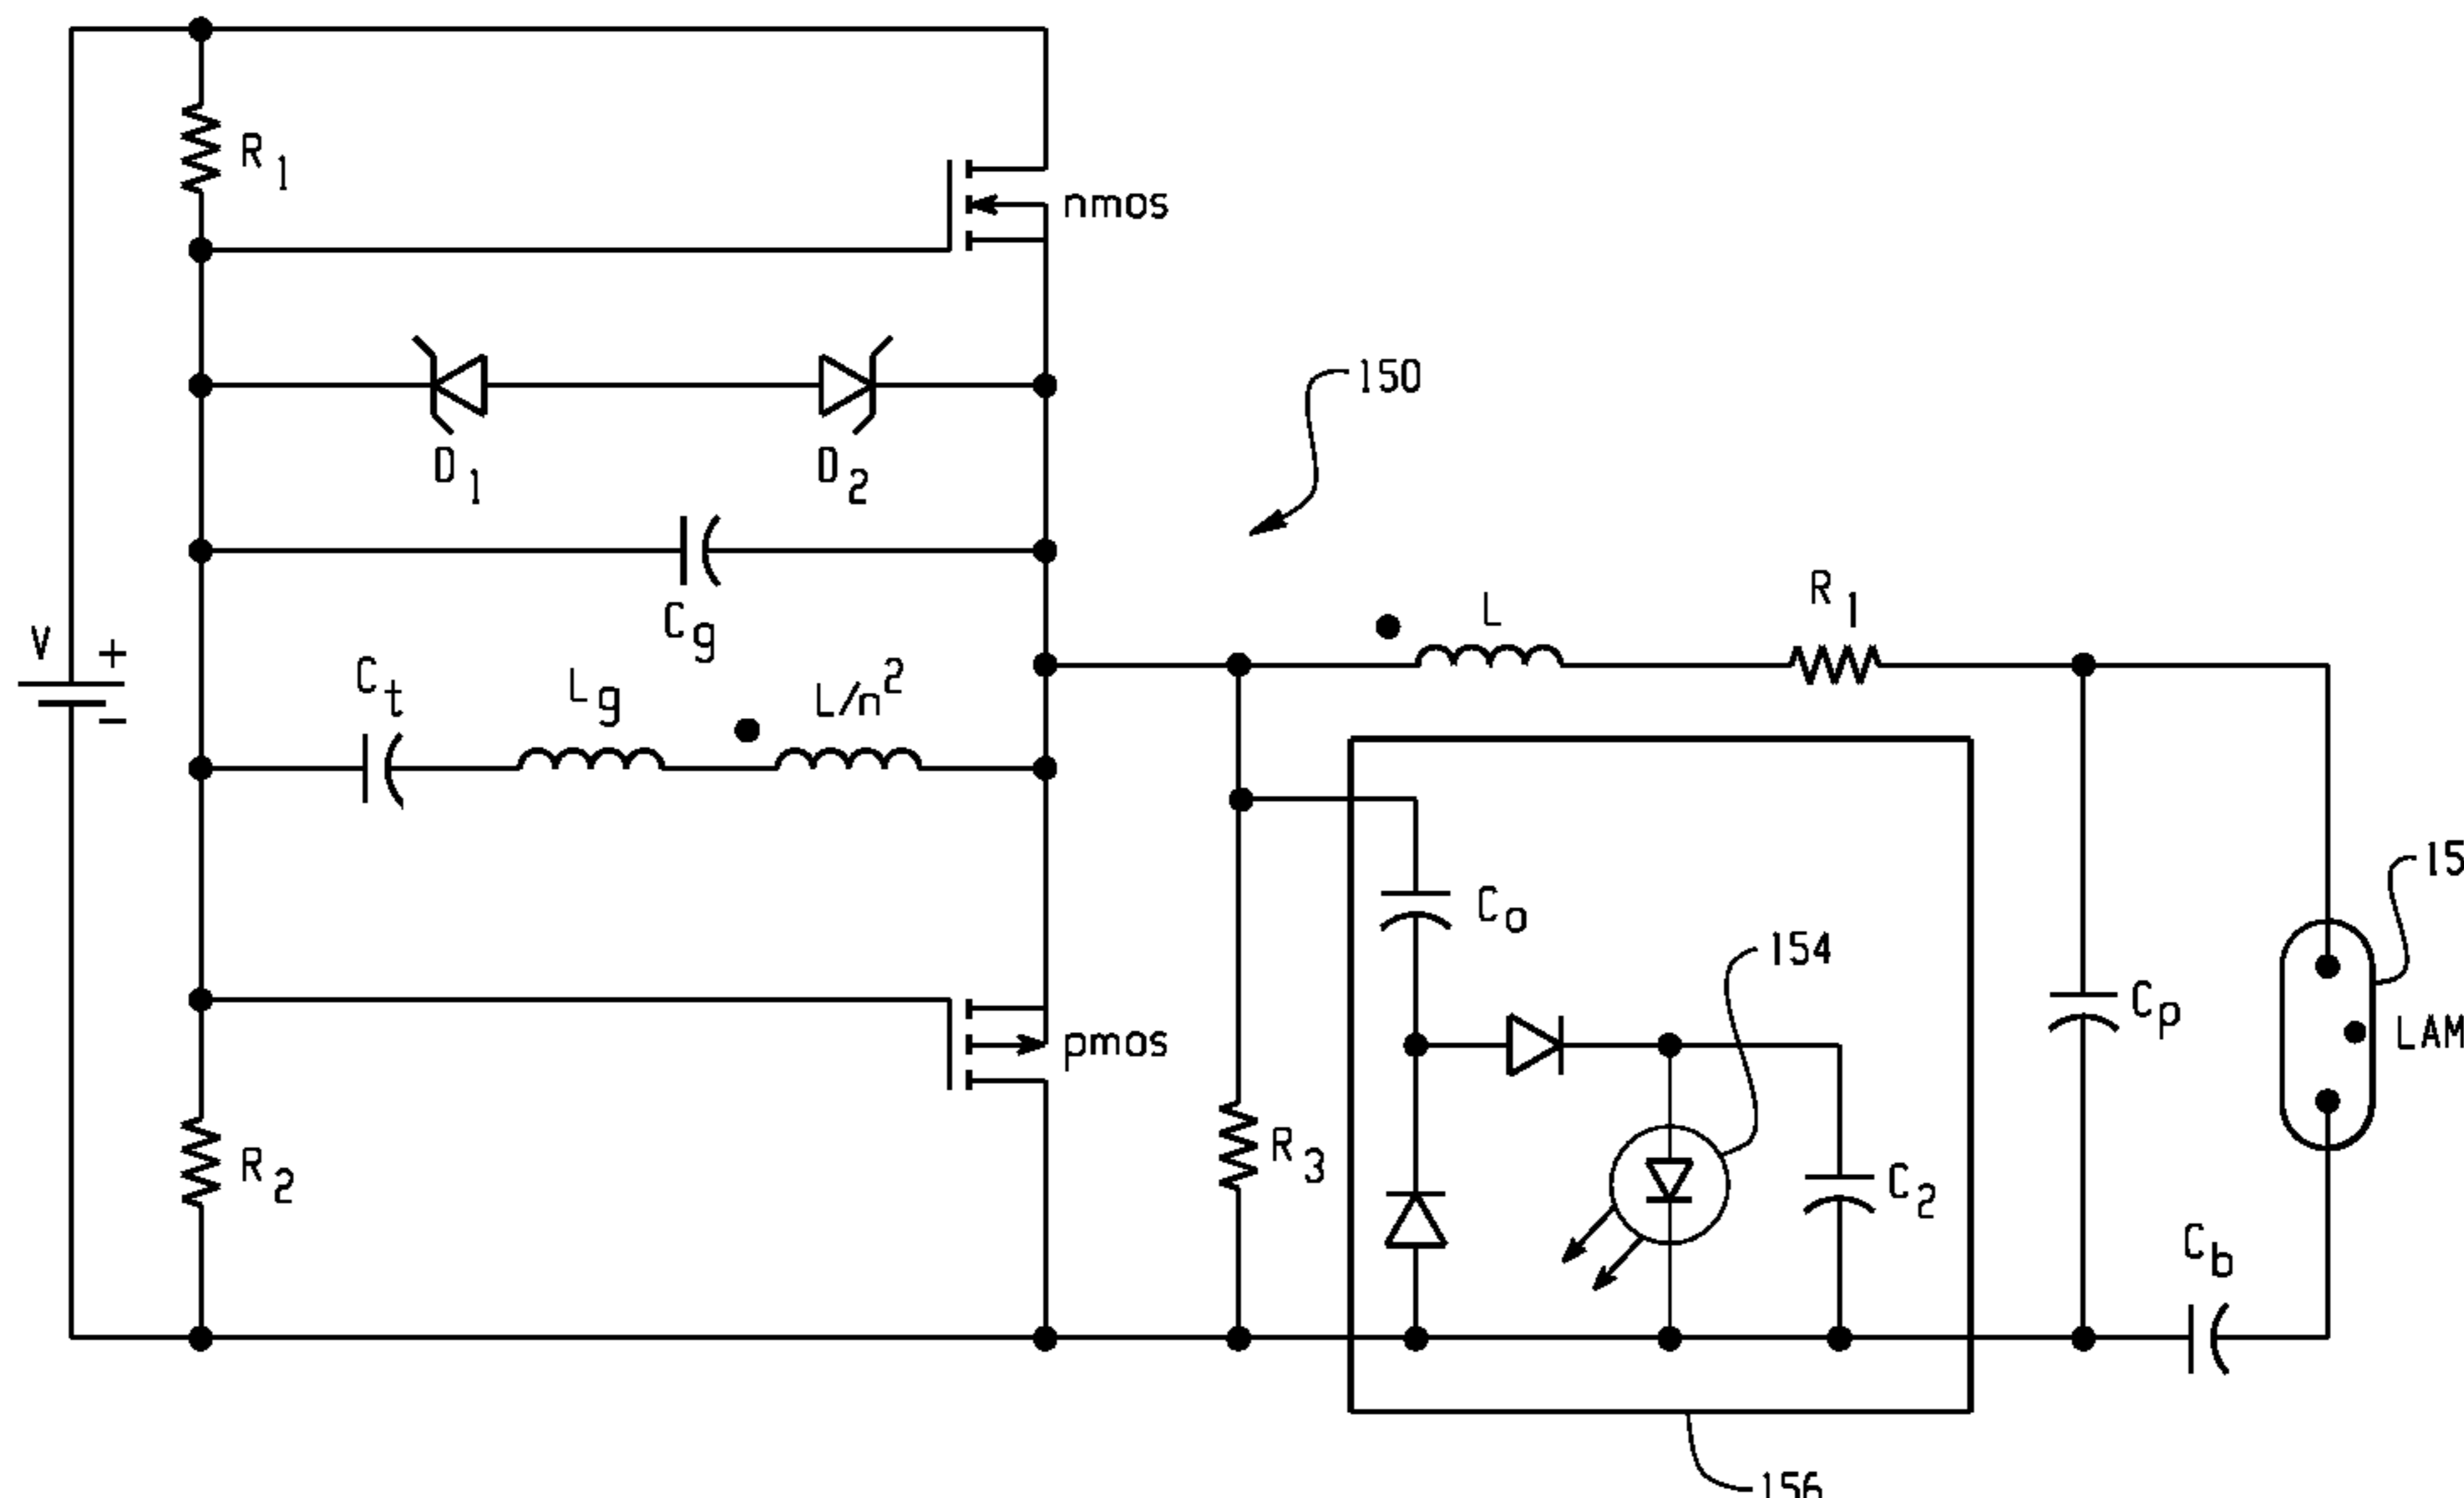 R1
nmos
150
D1
D2
Cg
L
R1
V
+
-
Ct
Lg
L/n²
15
Co
154
Cp
LAM
pmos
R3
R2
C2
Cb
156